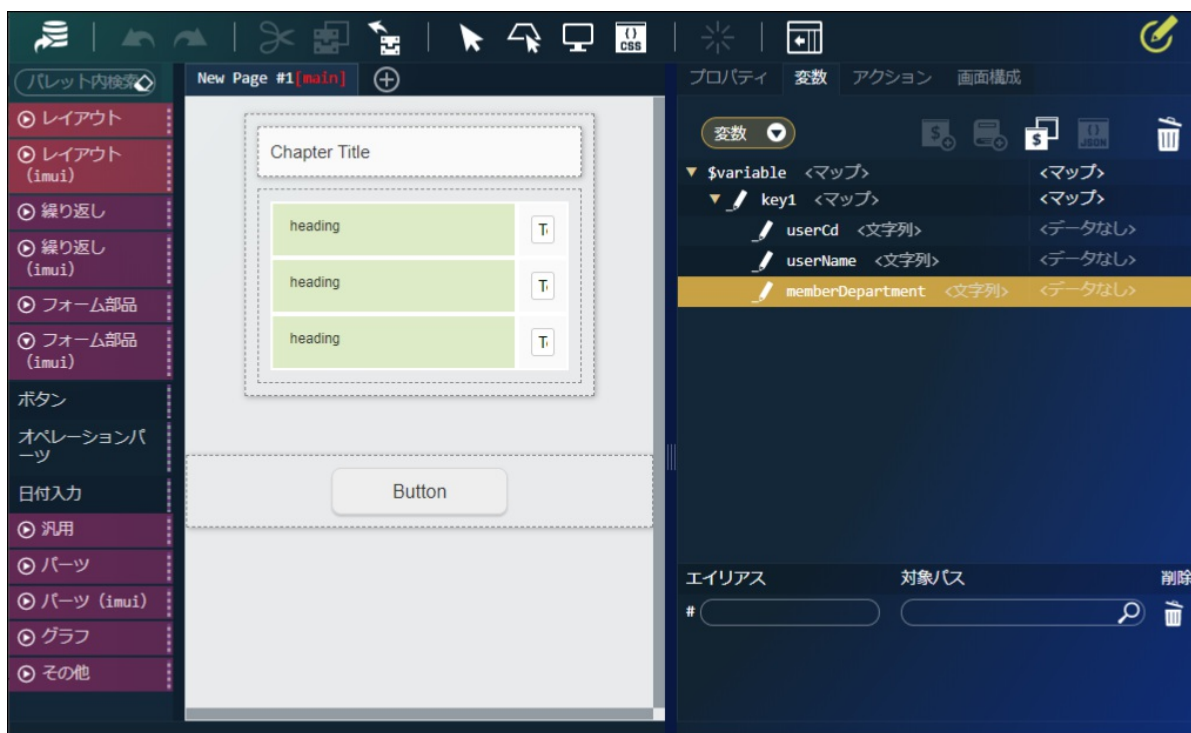 {} CSS
パレット内検索
New Page #1[main]
プロパティ 変数 アクション 画面構成
レイアウト
レイアウト
(imui)
繰り返し
繰り返し
(imui)
フォーム部品
フォーム部品
(imui)
ボタン
オペレーションパ
ーツ
日付入力
汎用
パーツ
パーツ (imui)
グラフ
その他
Chapter Title
heading
heading
heading
Button
変数
$
$
{} JSON
$variable <マップ> <マップ>
key1 <マップ> <マップ>
userCd <文字列> <データなし>
userName <文字列> <データなし>
memberDepartment <文字列> <データなし>
エイリアス 対象パス 削除
#